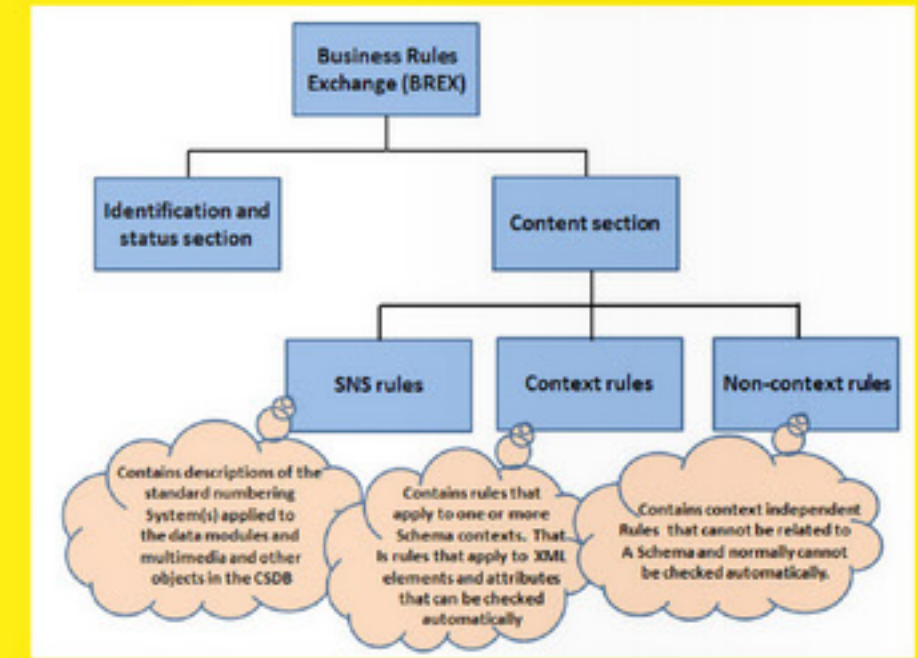 Business Rules
Exchange (BREX)
Identification and
status section
Content section
SNS rules
Context rules
Non-context rules
Contains descriptions of the
standard numbering
System(s) applied to
the data modules and
multimedia and other
objects in the CSDB
Contains rules that
apply to one or more
Schema contexts. That
Is rules that apply to XML
elements and attributes
that can be checked
automatically
Contains context independent
Rules that cannot be related to
A Schema and normally cannot
be checked automatically.